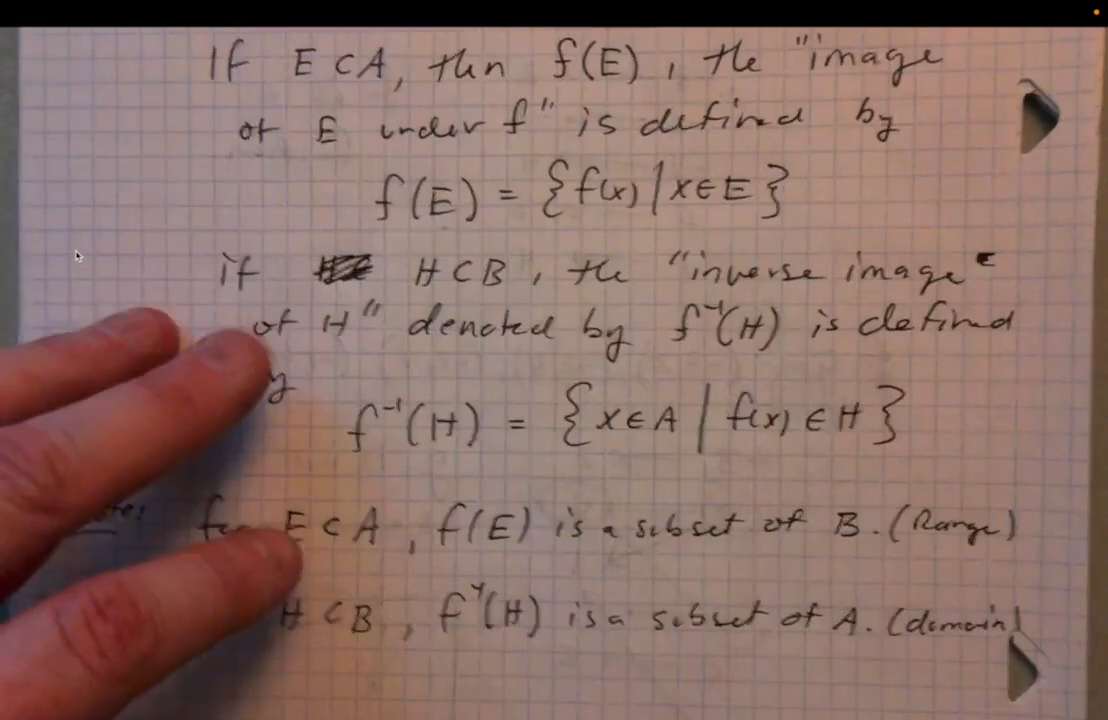 If E ⊂ A, then f(E), the "image
of E under f" is defined by
f(E) = {f(x) | x ∈ E}
if H ⊂ B, the "inverse image
of H" denoted by f⁻¹(H) is defined
f⁻¹(H) = {x ∈ A | f(x) ∈ H}
for E ⊂ A, f(E) is a subset of B. (Range)
H ⊂ B, f⁻¹(H) is a subset of A. (domain)